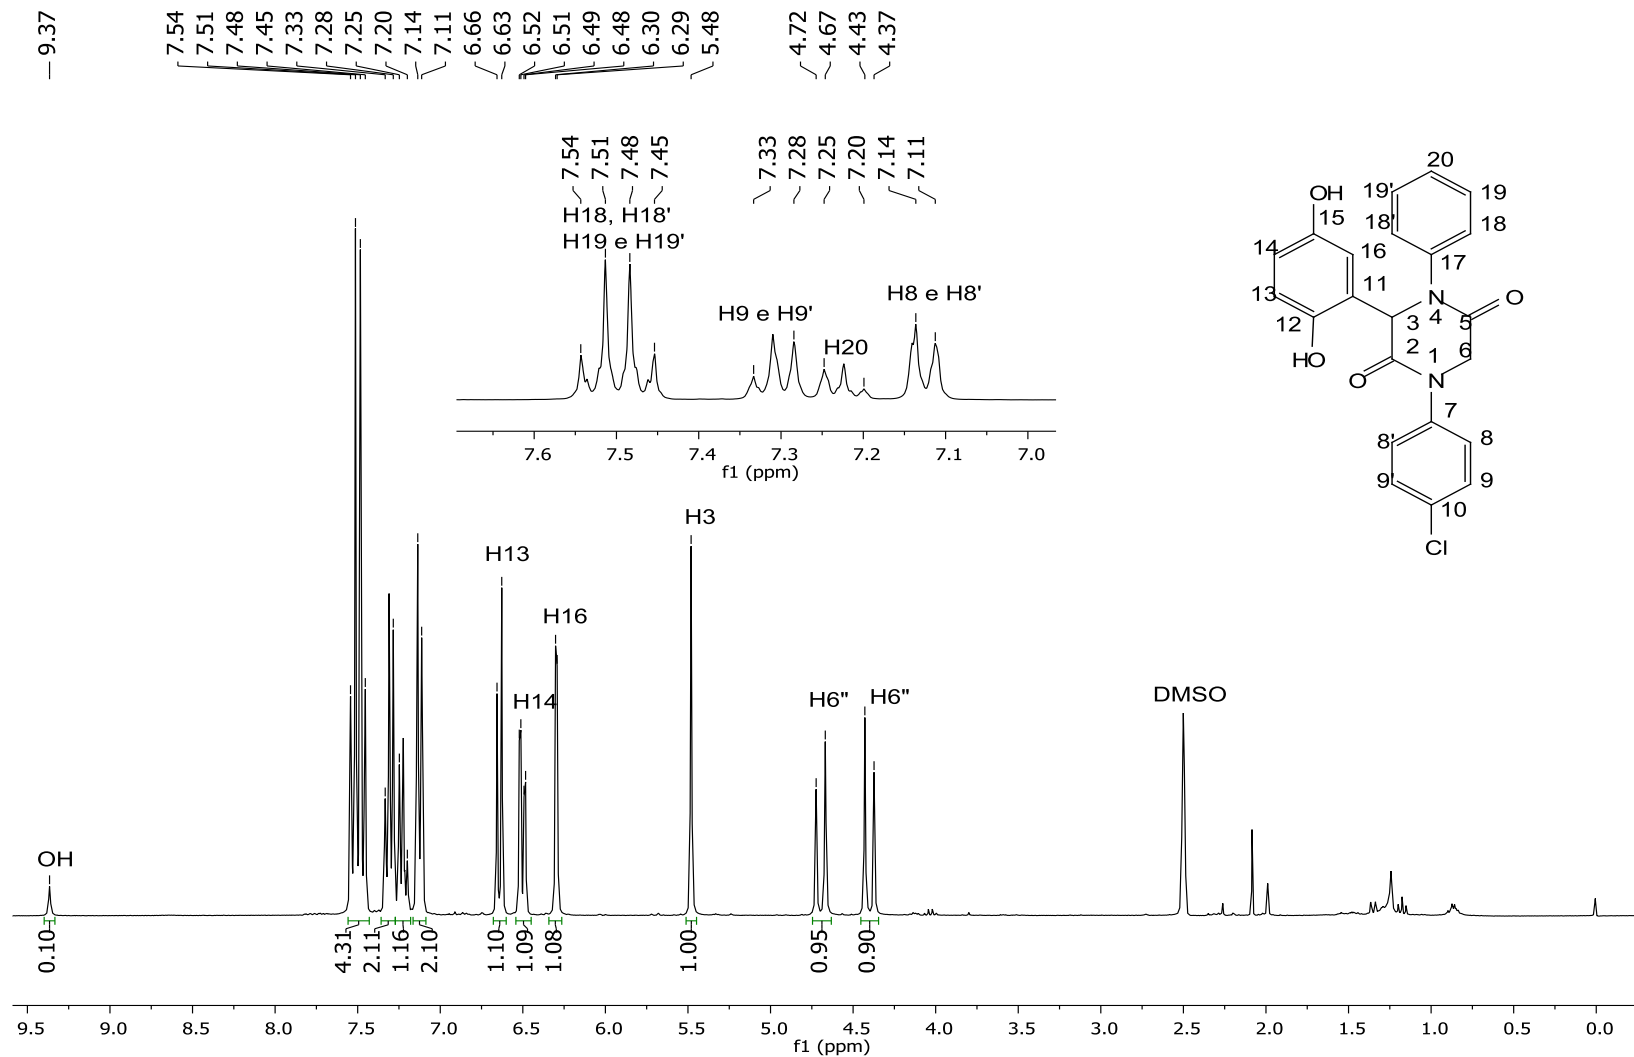 9.37 7.54 7.51 7.48 7.45 7.33 7.28 7.25 7.20 7.14 7.11 6.66 6.63 6.52 6.51 6.49 6.48 6.30 6.29 5.48 4.72 4.67 4.43 4.37
7.54 7.51 7.48 7.45 7.33 7.28 7.25 7.20 7.14 7.11
H18, H18'
H19 e H19'
H9 e H9'
H20
H8 e H8'
7.6 7.5 7.4 7.3 7.2 7.1 7.0
f1 (ppm)
20
OH 19' 19
15 18' 18
14 16 17
13 11
12 3 N 4 5 O
HO 2 1 6
O N
7
8' 8
9' 9
10
Cl
H3
H13
H16
H14
H6"
H6"
DMSO
OH
0.10 4.31 2.11 1.16 2.10 1.10 1.09 1.08 1.00 0.95 0.90
9.5 9.0 8.5 8.0 7.5 7.0 6.5 6.0 5.5 5.0 4.5 4.0 3.5 3.0 2.5 2.0 1.5 1.0 0.5 0.0
f1 (ppm)